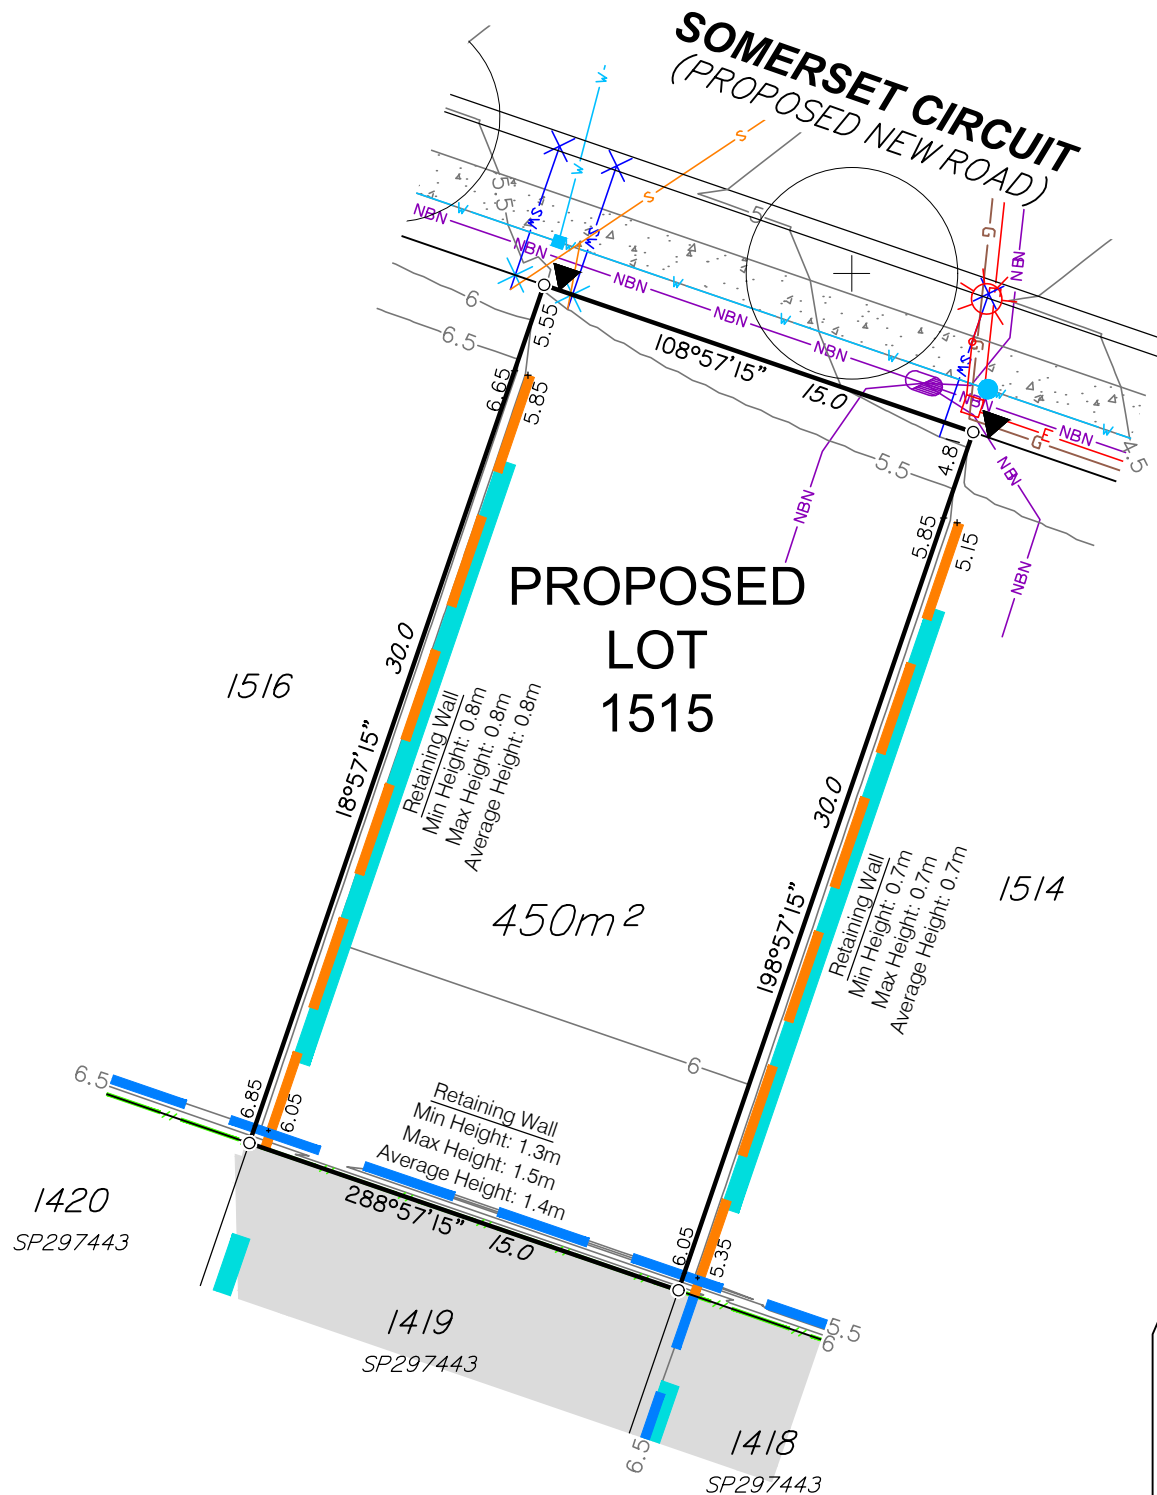 SOMERSET CIRCUIT
(PROPOSED NEW ROAD)
W
S
W
S
5.5
5
SW
SW
NBN
W
NBN
W
NBN
W
NBN
W
NBN
W
NBN
W
NBN
G
NBN
G
SW
E
G
4.5
NBN
NBN
NBN
6
6.5
5.55
108°57'15"
15.0
6.65
5.85
5.5
4.8
5.85
5.15
PROPOSED
LOT
1515
30.0
18°57'15"
1516
Retaining Wall
Min Height: 0.8m
Max Height: 0.8m
Average Height: 0.8m
30.0
198°57'15"
1514
Retaining Wall
Min Height: 0.7m
Max Height: 0.7m
Average Height: 0.7m
450m²
6
6.5
6.85
6.05
Retaining Wall
Min Height: 1.3m
Max Height: 1.5m
Average Height: 1.4m
288°57'15"
15.0
6.05
5.35
5.5
6
1420
SP297443
1419
SP297443
6.5
1418
SP297443